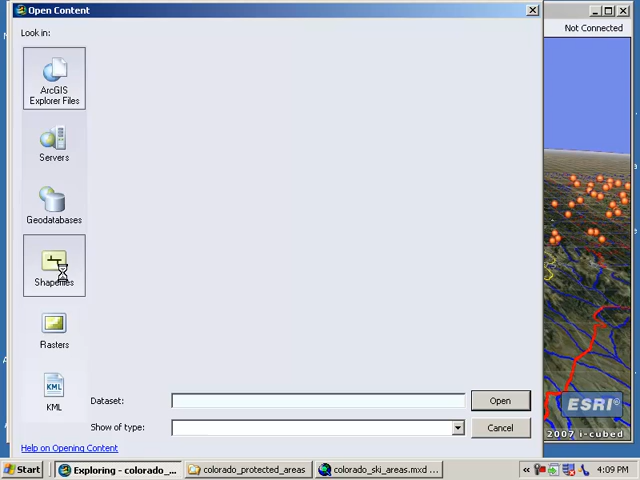 Open Content
Not Connected
Look in:
ArcGIS
Explorer Files
Servers
Geodatabases
Shapefiles
Rasters
KML
KML
Dataset:
Open
Show of type:
Cancel
Help on Opening Content
ESRI
2007 i-cubed
Start
Exploring - colorado_...
colorado_protected_areas
colorado_ski_areas.mxd ...
4:09 PM